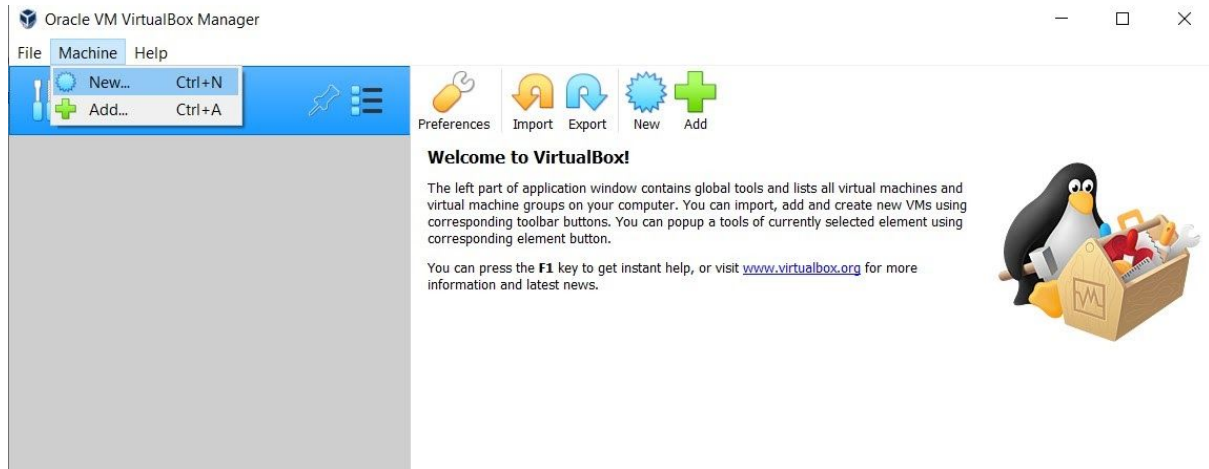 Oracle VM VirtualBox Manager
File Machine Help
New... Ctrl+N
Add... Ctrl+A
Preferences Import Export New Add
Welcome to VirtualBox!
The left part of application window contains global tools and lists all virtual machines and
virtual machine groups on your computer. You can import, add and create new VMs using
corresponding toolbar buttons. You can popup a tools of currently selected element using
corresponding element button.
You can press the F1 key to get instant help, or visit www.virtualbox.org for more
information and latest news.